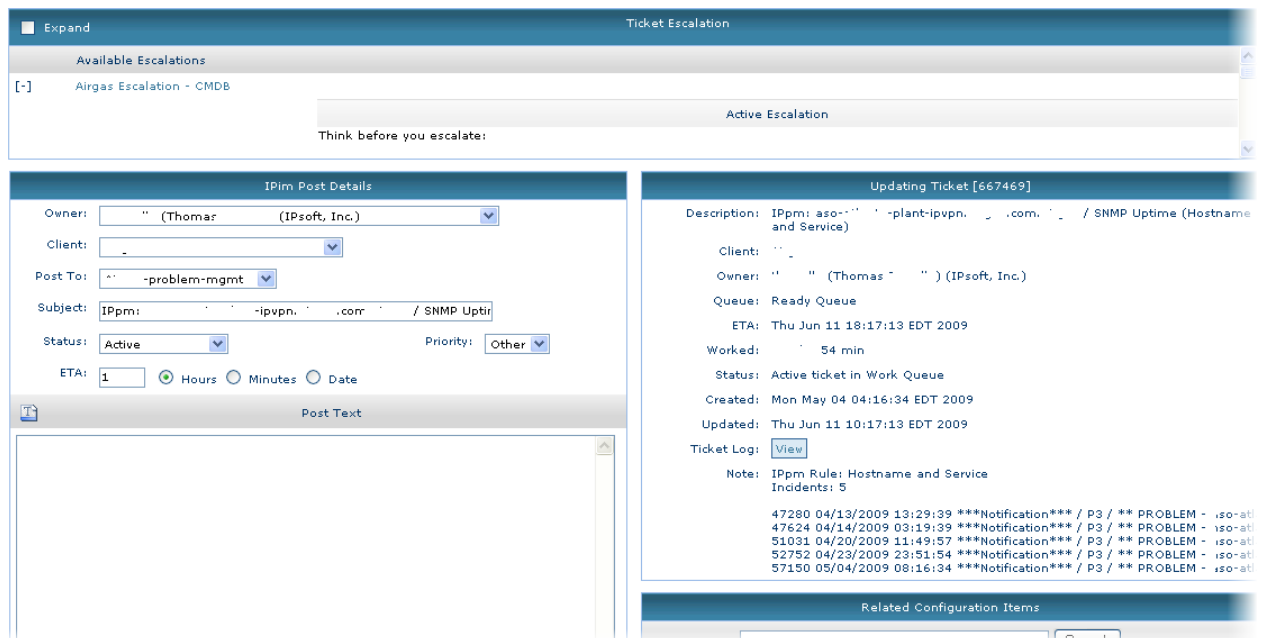 Expand
Ticket Escalation
Available Escalations
[-] Airgas Escalation - CMDB
Active Escalation
Think before you escalate:
IPim Post Details
Owner: (Thomas (IPsoft, Inc.)
Client:
Post To: -problem-mgmt
Subject: IPpm: -ipvpn. / SNMP Uptim
Status: Active Priority: Other
ETA: 1 Hours Minutes Date
Post Text
Updating Ticket [667469]
Description: IPpm: aso- -plant-ipvpn. .com. / SNMP Uptime (Hostname
and Service)
Client:
Owner: (Thomas ) (IPsoft, Inc.)
Queue: Ready Queue
ETA: Thu Jun 11 18:17:13 EDT 2009
Worked: 54 min
Status: Active ticket in Work Queue
Created: Mon May 04 04:16:34 EDT 2009
Updated: Thu Jun 11 10:17:13 EDT 2009
Ticket Log: View
Note: IPpm Rule: Hostname and Service
Incidents: 5
47280 04/13/2009 13:29:39 ***Notification*** / P3 / ** PROBLEM -
47624 04/14/2009 03:19:39 ***Notification*** / P3 / ** PROBLEM -
51031 04/20/2009 11:49:57 ***Notification*** / P3 / ** PROBLEM -
52752 04/23/2009 23:51:54 ***Notification*** / P3 / ** PROBLEM -
57150 05/04/2009 08:16:34 ***Notification*** / P3 / ** PROBLEM -
Related Configuration Items